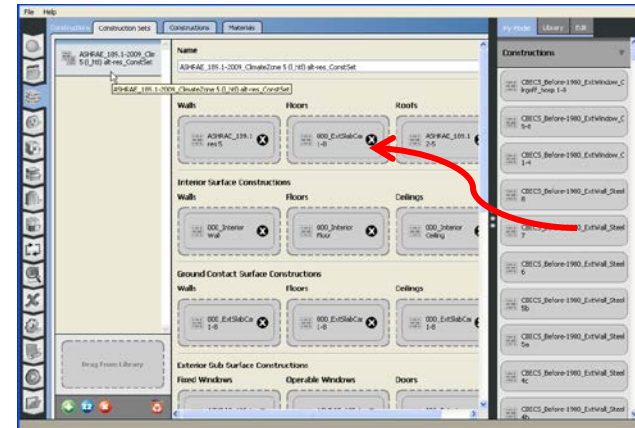 File Help
Constructions Construction Sets Constructions Materials
My Model Library Edit
ASHRAE_189.1-2009_Clim
5 (I_htl) alt-res_ConstSet
ASHRAE_189.1-2009_ClimateZone 5 (I_htl) alt-res_ConstSet
Name
ASHRAE_189.1-2009_ClimateZone 5 (I_htl) alt-res_ConstSet
Walls Floors Roofs
ASHRAE_189.1
res 5
000_ExtSlabCar
1-8
ASHRAE_189.1
2-5
Interior Surface Constructions
Walls Floors Ceilings
000_Interior
Wall
000_Interior
Floor
000_Interior
Ceiling
Ground Contact Surface Constructions
Walls Floors Ceilings
000_ExtSlabCar
1-8
000_ExtSlabCar
1-8
000_ExtSlabCar
1-8
Exterior Sub Surface Constructions
Fixed Windows Operable Windows Doors
Drag From Library
Constructions
CBECS_Before-1980_ExtWindow_C
1-8
CBECS_Before-1980_ExtWindow_C
5-8
CBECS_Before-1980_ExtWindow_C
1-4
CBECS_Before-1980_ExtWall_Steel
8
CBECS_Before-1980_ExtWall_Steel
7
CBECS_Before-1980_ExtWall_Steel
6
CBECS_Before-1980_ExtWall_Steel
5b
CBECS_Before-1980_ExtWall_Steel
5a
CBECS_Before-1980_ExtWall_Steel
4c
CBECS_Before-1980_ExtWall_Steel
4b